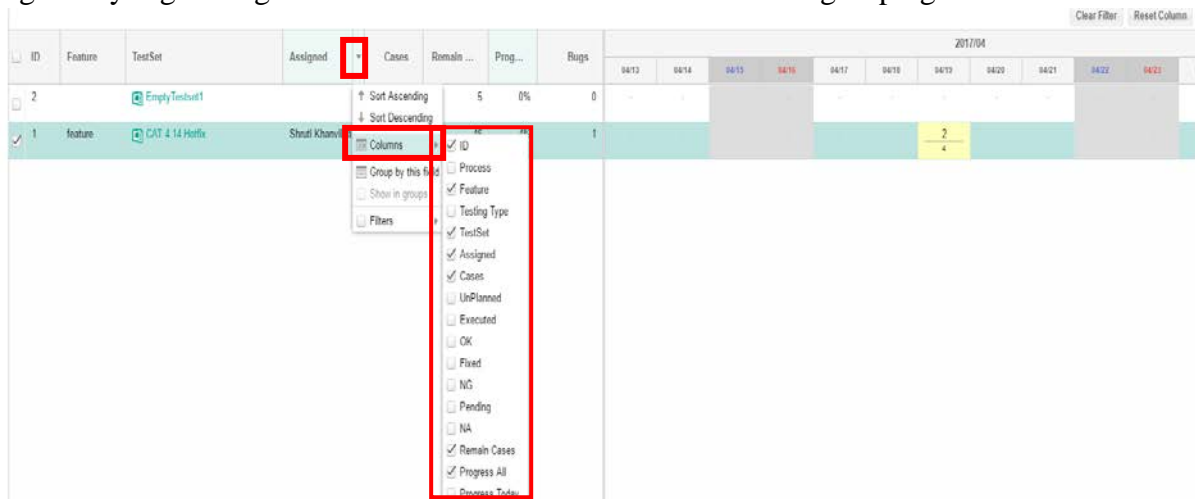 Clear Filter Reset Column
ID Feature TestSet Assigned Cases Remain ... Prog... Bugs
2017/04
04/13 04/14 04/15 04/16 04/17 04/18 04/19 04/20 04/21 04/22 04/23
2 EmptyTestset1 5 0% 0
1 feature CAT 4.14 Hotfix Shruti 1
2
4
Sort Ascending
Sort Descending
Columns
Group by this field
Show in groups
Filters
ID
Process
Feature
Testing Type
TestSet
Assigned
Cases
UnPlanned
Executed
OK
Fixed
NG
Pending
NA
Remain Cases
Progress All
Progress Today